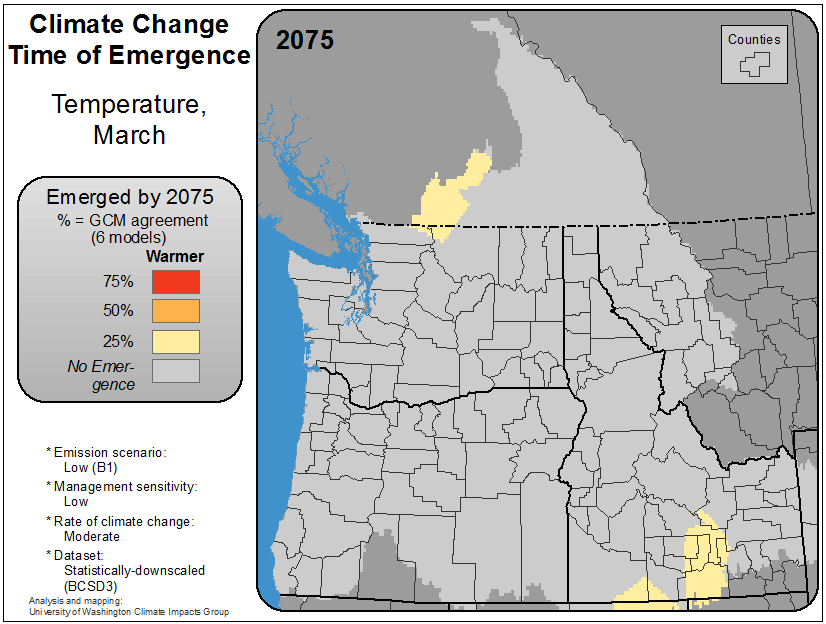 Climate Change
Time of Emergence
Temperature,
March
Emerged by 2075
% = GCM agreement
(6 models)
Warmer
75%
50%
25%
No Emer-
gence
* Emission scenario:
Low (B1)
* Management sensitivity:
Low
* Rate of climate change:
Moderate
* Dataset:
Statistically-downscaled
(BCSD3)
Analysis and mapping:
University of Washington Climate Impacts Group
2075
Counties